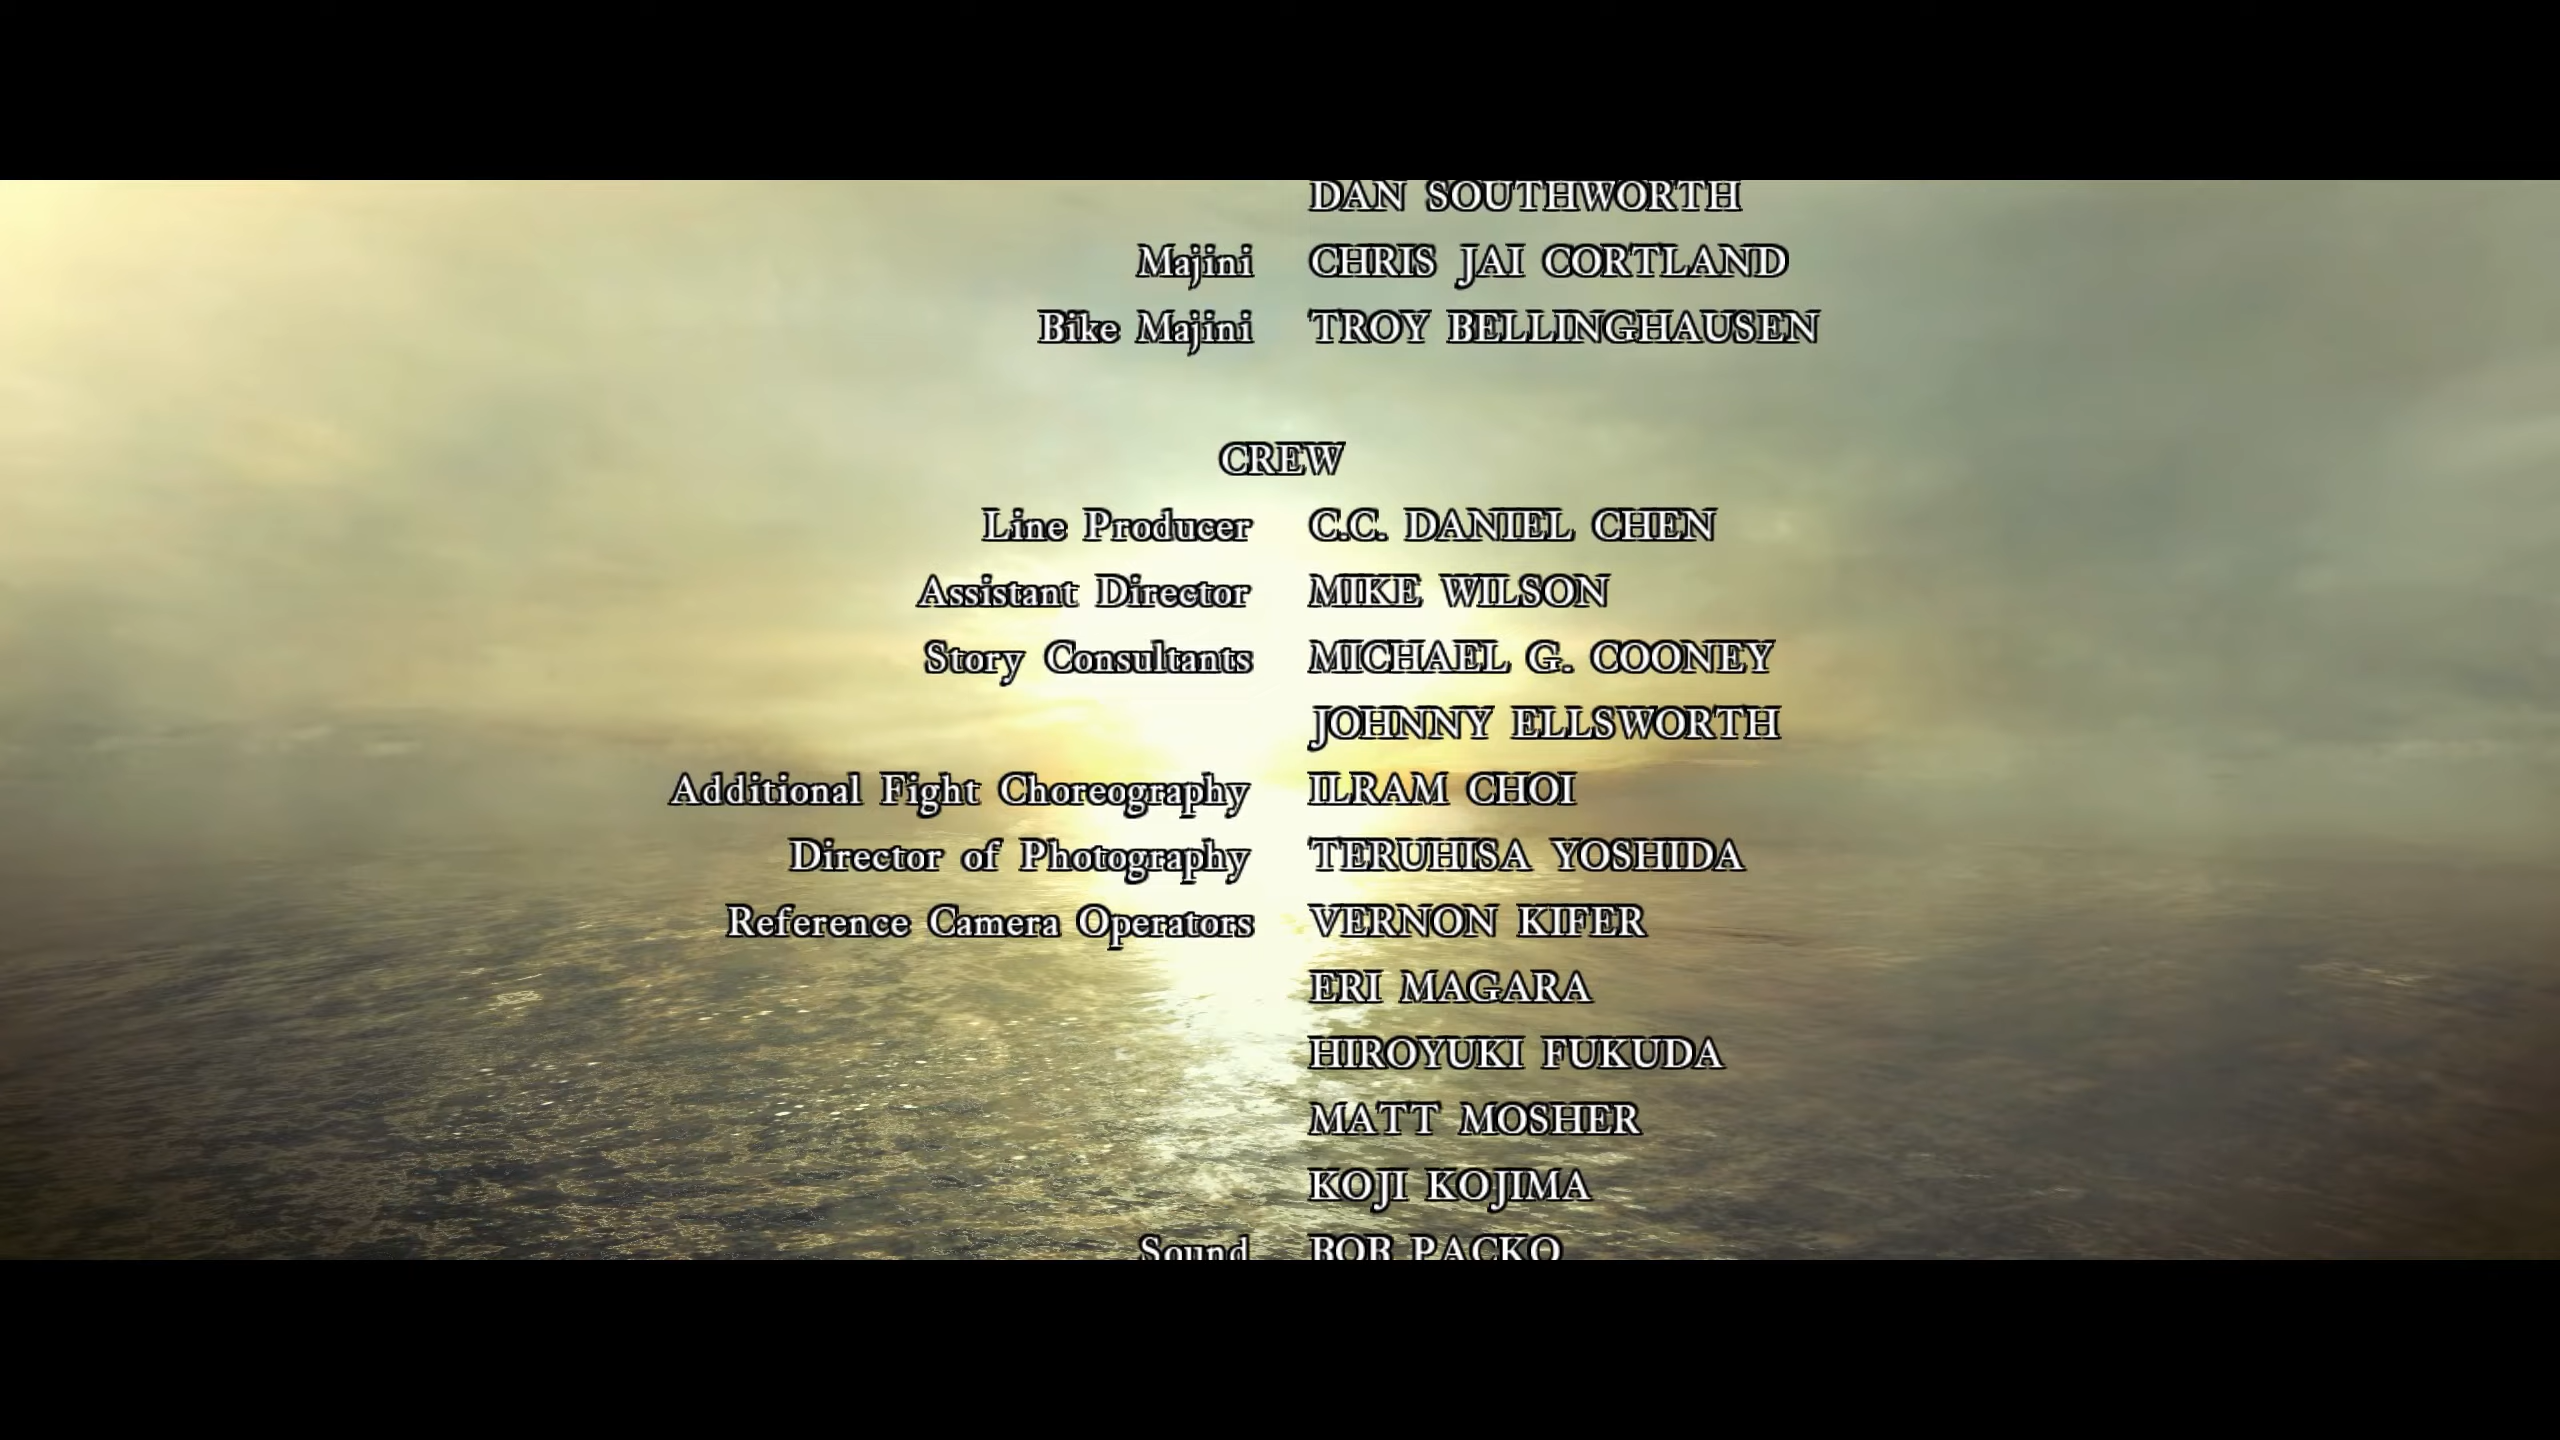 DAN SOUTHWORTH
Majini CHRIS JAI CORTLAND
Bike Majini TROY BELLINGHAUSEN
CREW
Line Producer C.C. DANIEL CHEN
Assistant Director MIKE WILSON
Story Consultants MICHAEL G. COONEY
JOHNNY ELLSWORTH
Additional Fight Choreography ILRAM CHOI
Director of Photography TERUHISA YOSHIDA
Reference Camera Operators VERNON KIFER
ERI MAGARA
HIROYUKI FUKUDA
MATT MOSHER
KOJI KOJIMA
Sound BOB PACKO